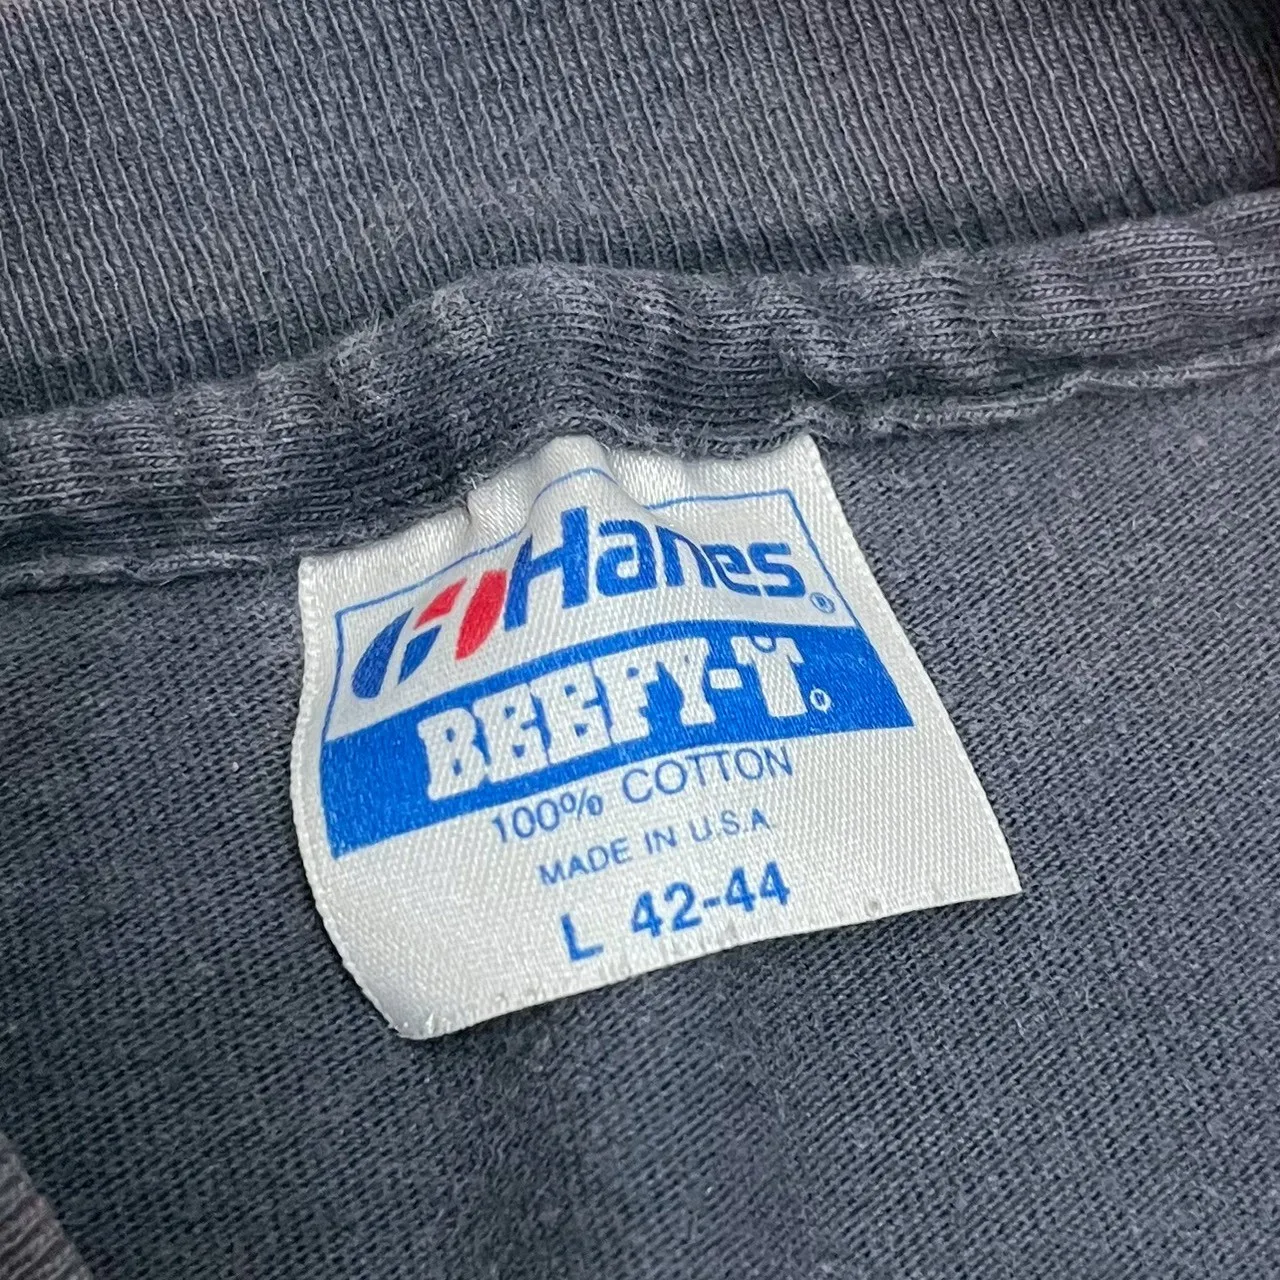 Hanes®
BEEFY-T®
100% COTTON
MADE IN U.S.A.
L 42-44